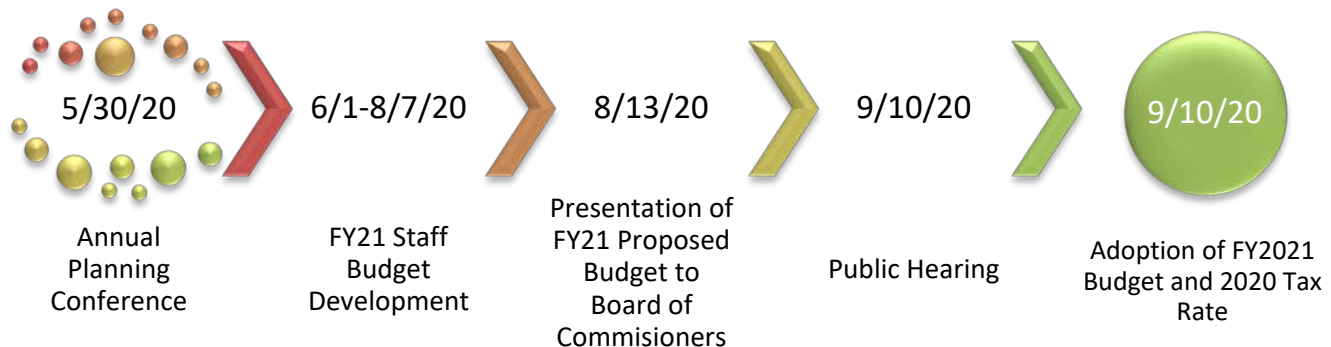 5/30/20
Annual
Planning
Conference
6/1-8/7/20
FY21 Staff
Budget
Development
8/13/20
Presentation of
FY21 Proposed
Budget to
Board of
Commisioners
9/10/20
Public Hearing
9/10/20
Adoption of FY2021
Budget and 2020 Tax
Rate